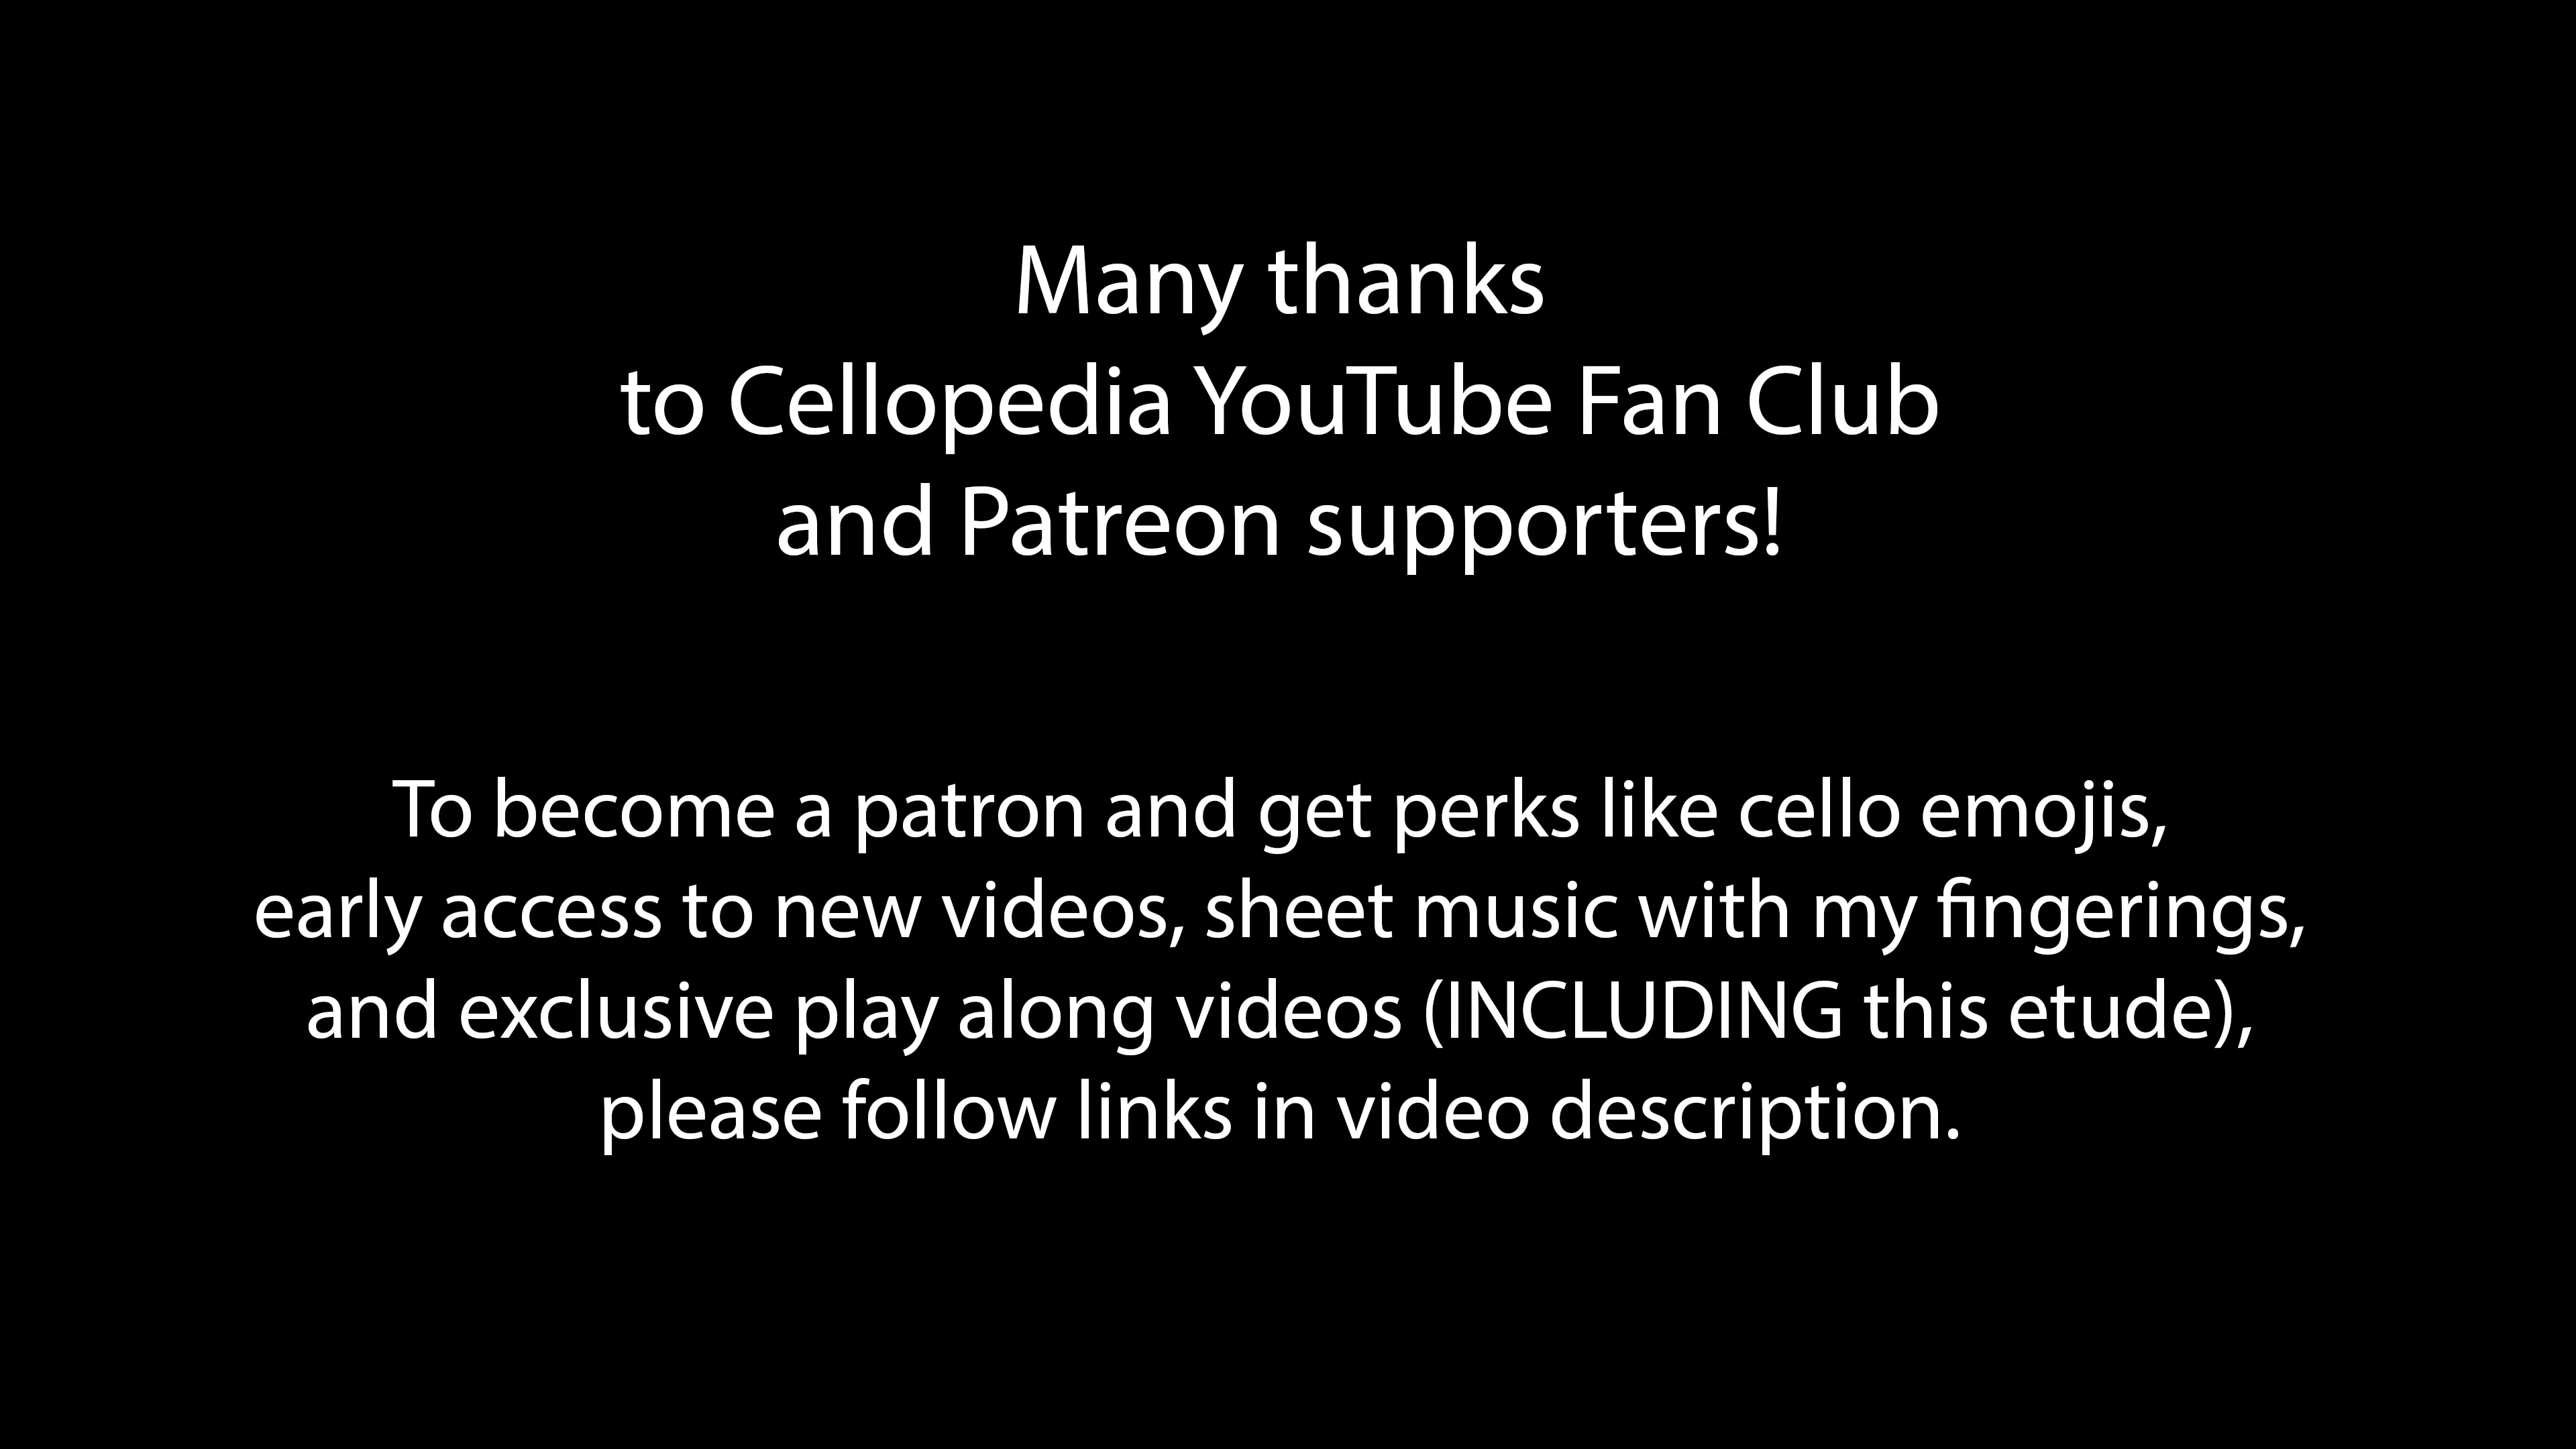 Many thanks
to Cellopedia YouTube Fan Club
and Patreon supporters!
To become a patron and get perks like cello emojis,
early access to new videos, sheet music with my fingerings,
and exclusive play along videos (INCLUDING this etude),
please follow links in video description.